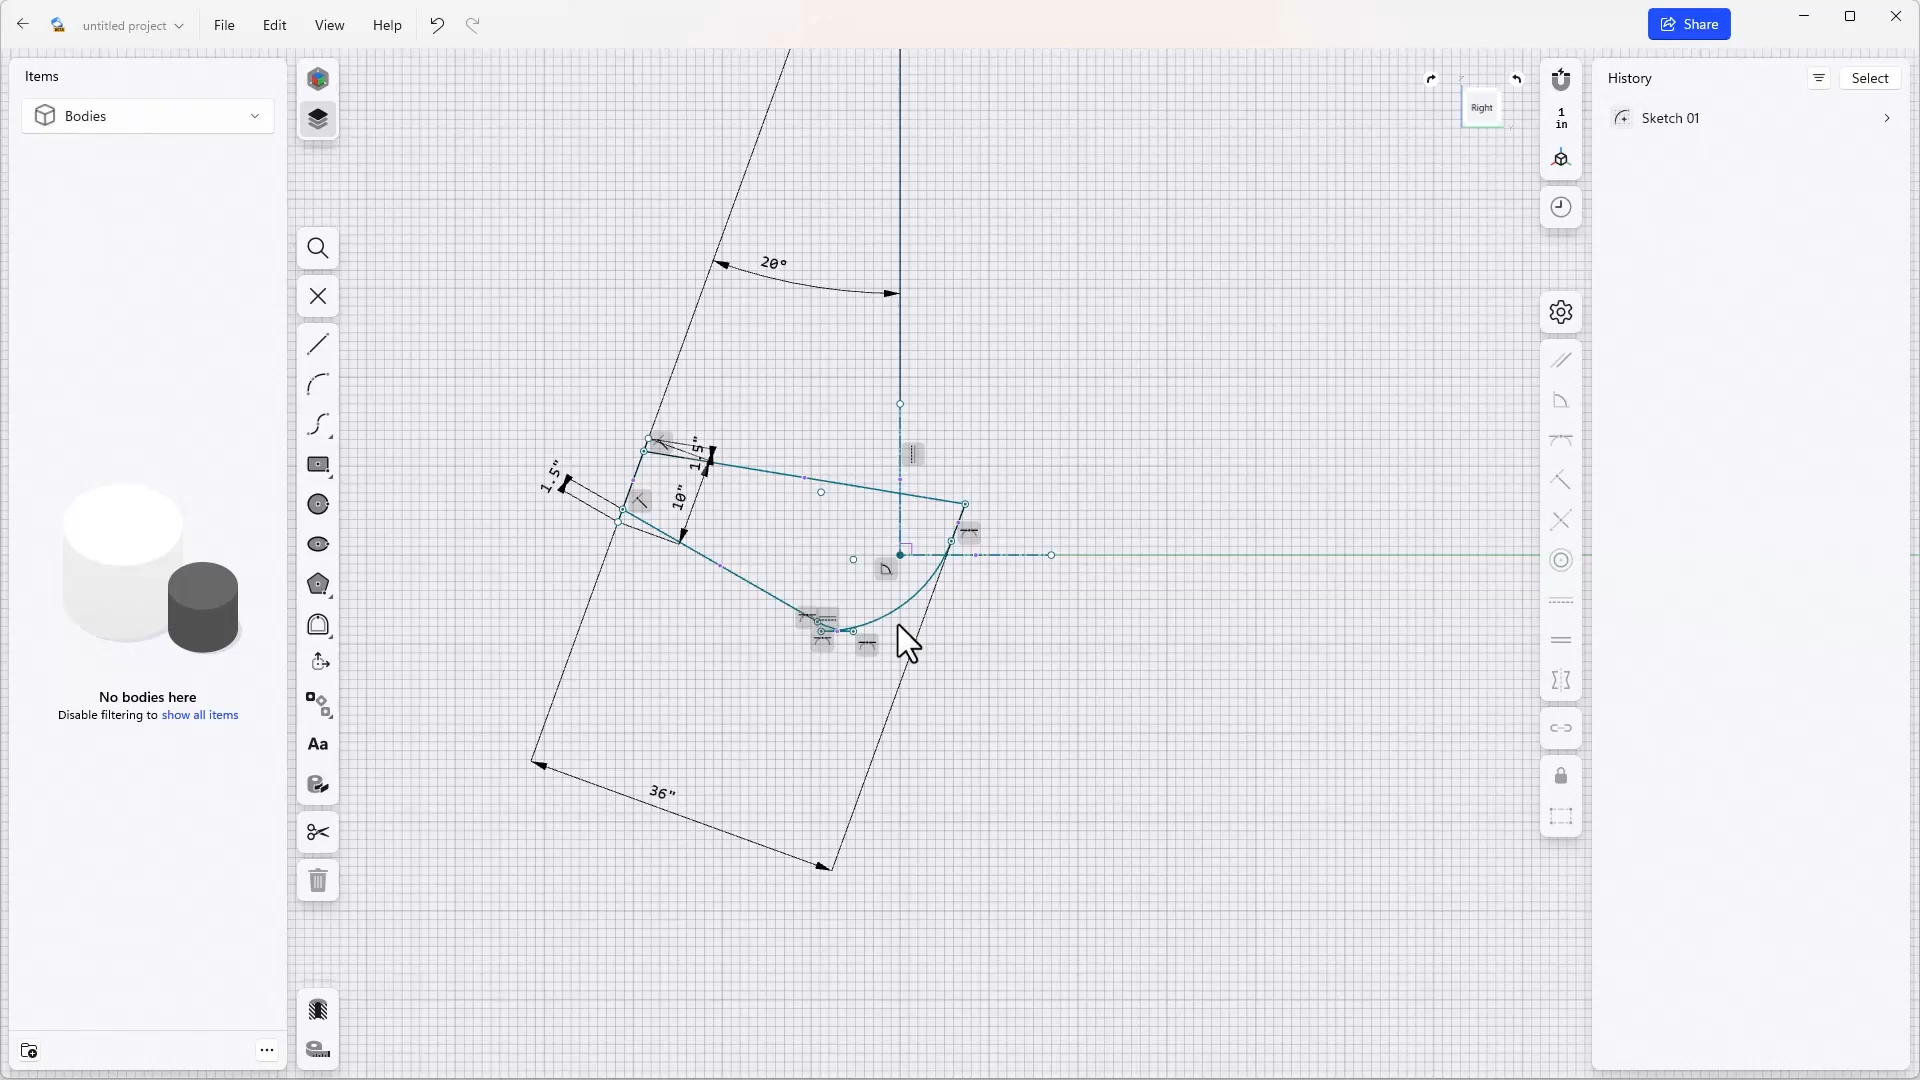 untitled project
File
Edit
View
Help
Share
Items
Bodies
No bodies here
Disable filtering to show all items
Aa
20°
1.5"
1.5"
10"
36"
Right
1
in
History
Select
Sketch 01